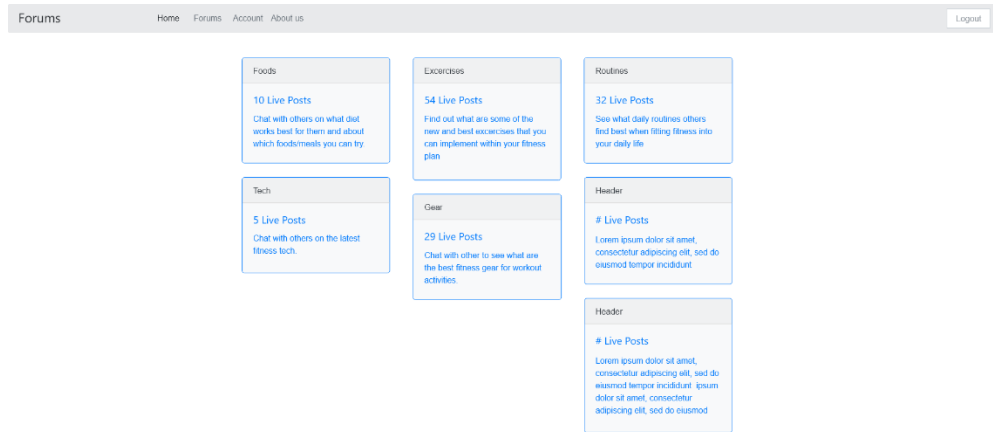 Forums
Home Forums Account About us
Logout
Foods
10 Live Posts
Chat with others on what diet
works best for them and about
which foods/meals you can try.
Tech
5 Live Posts
Chat with others on the latest
fitness tech.
Excercises
54 Live Posts
Find out what are some of the
new and best excercises that you
can implement within your fitness
plan
Gear
29 Live Posts
Chat with other to see what are
the best fitness gear for workout
activities.
Routines
32 Live Posts
See what daily routines others
find best when fitting fitness into
your daily life
Header
# Live Posts
Lorem ipsum dolor sit amet,
consectetur adipiscing elit, sed do
eiusmod tempor incididunt
Header
# Live Posts
Lorem ipsum dolor sit amet,
consectetur adipiscing elit, sed do
eiusmod tempor incididunt ipsum
dolor sit amet, consectetur
adipiscing elit, sed do eiusmod